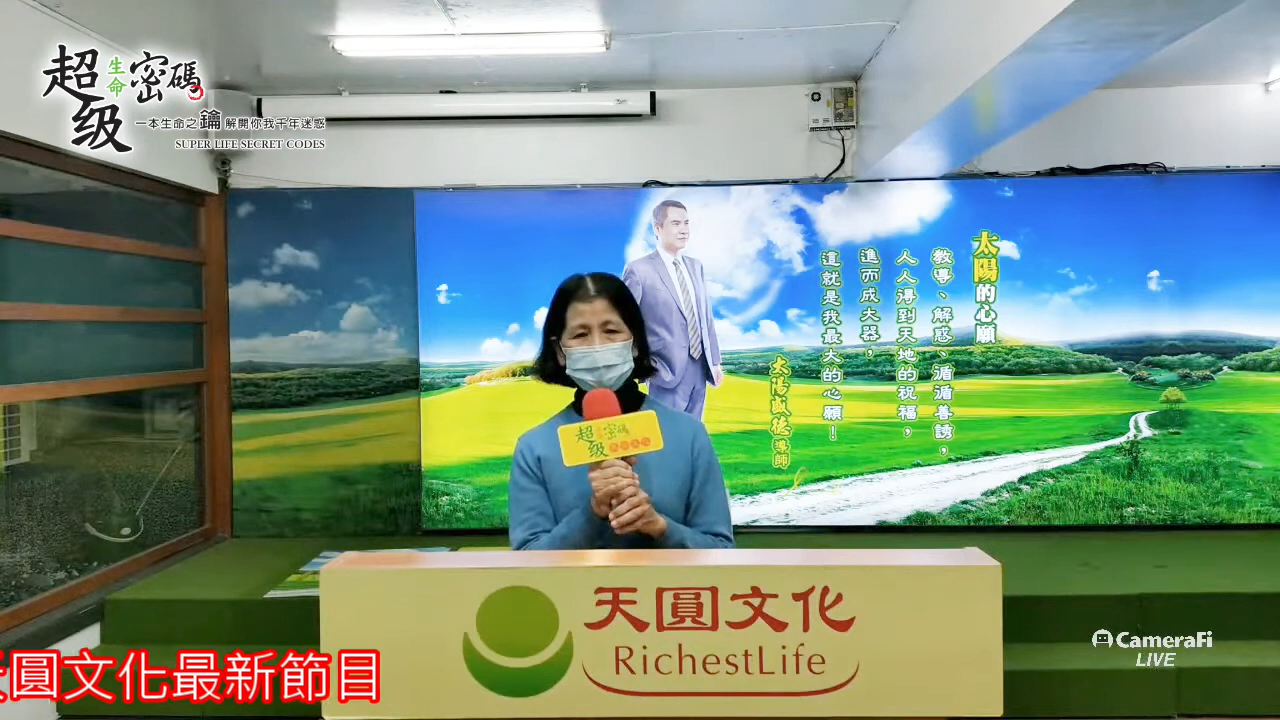 超级
生命
密碼
一本生命之鑰 解開你我千年迷惑
SUPER LIFE SECRET CODES
太陽的心願
教導、解惑、循循善誘，
人人得到天地的祝福，
進而成大器，
這就是我最大的心願！
太陽盛德導師
超级
密碼
天圓文化
RichestLife
圓文化最新節目
CameraFi
LIVE